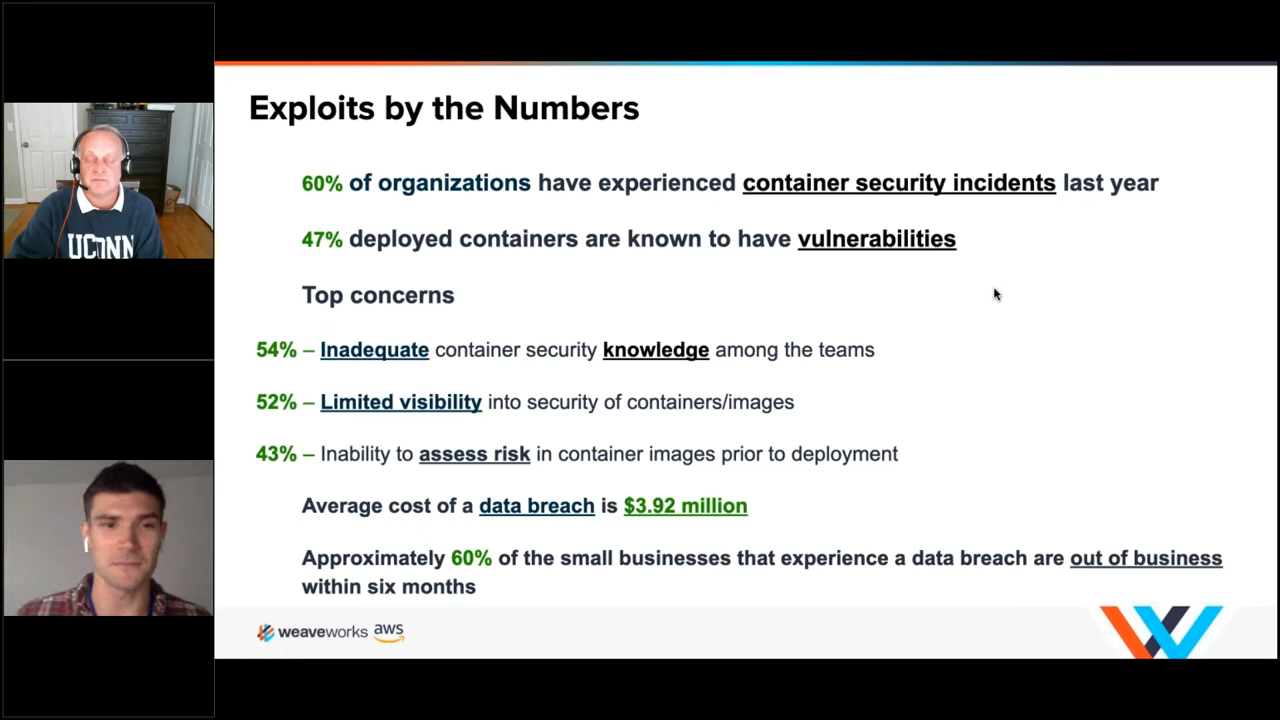 Exploits by the Numbers
60% of organizations have experienced container security incidents last year
47% deployed containers are known to have vulnerabilities
Top concerns
54% – Inadequate container security knowledge among the teams
52% – Limited visibility into security of containers/images
43% – Inability to assess risk in container images prior to deployment
Average cost of a data breach is $3.92 million
Approximately 60% of the small businesses that experience a data breach are out of business
within six months
weaveworks aws
UCONN